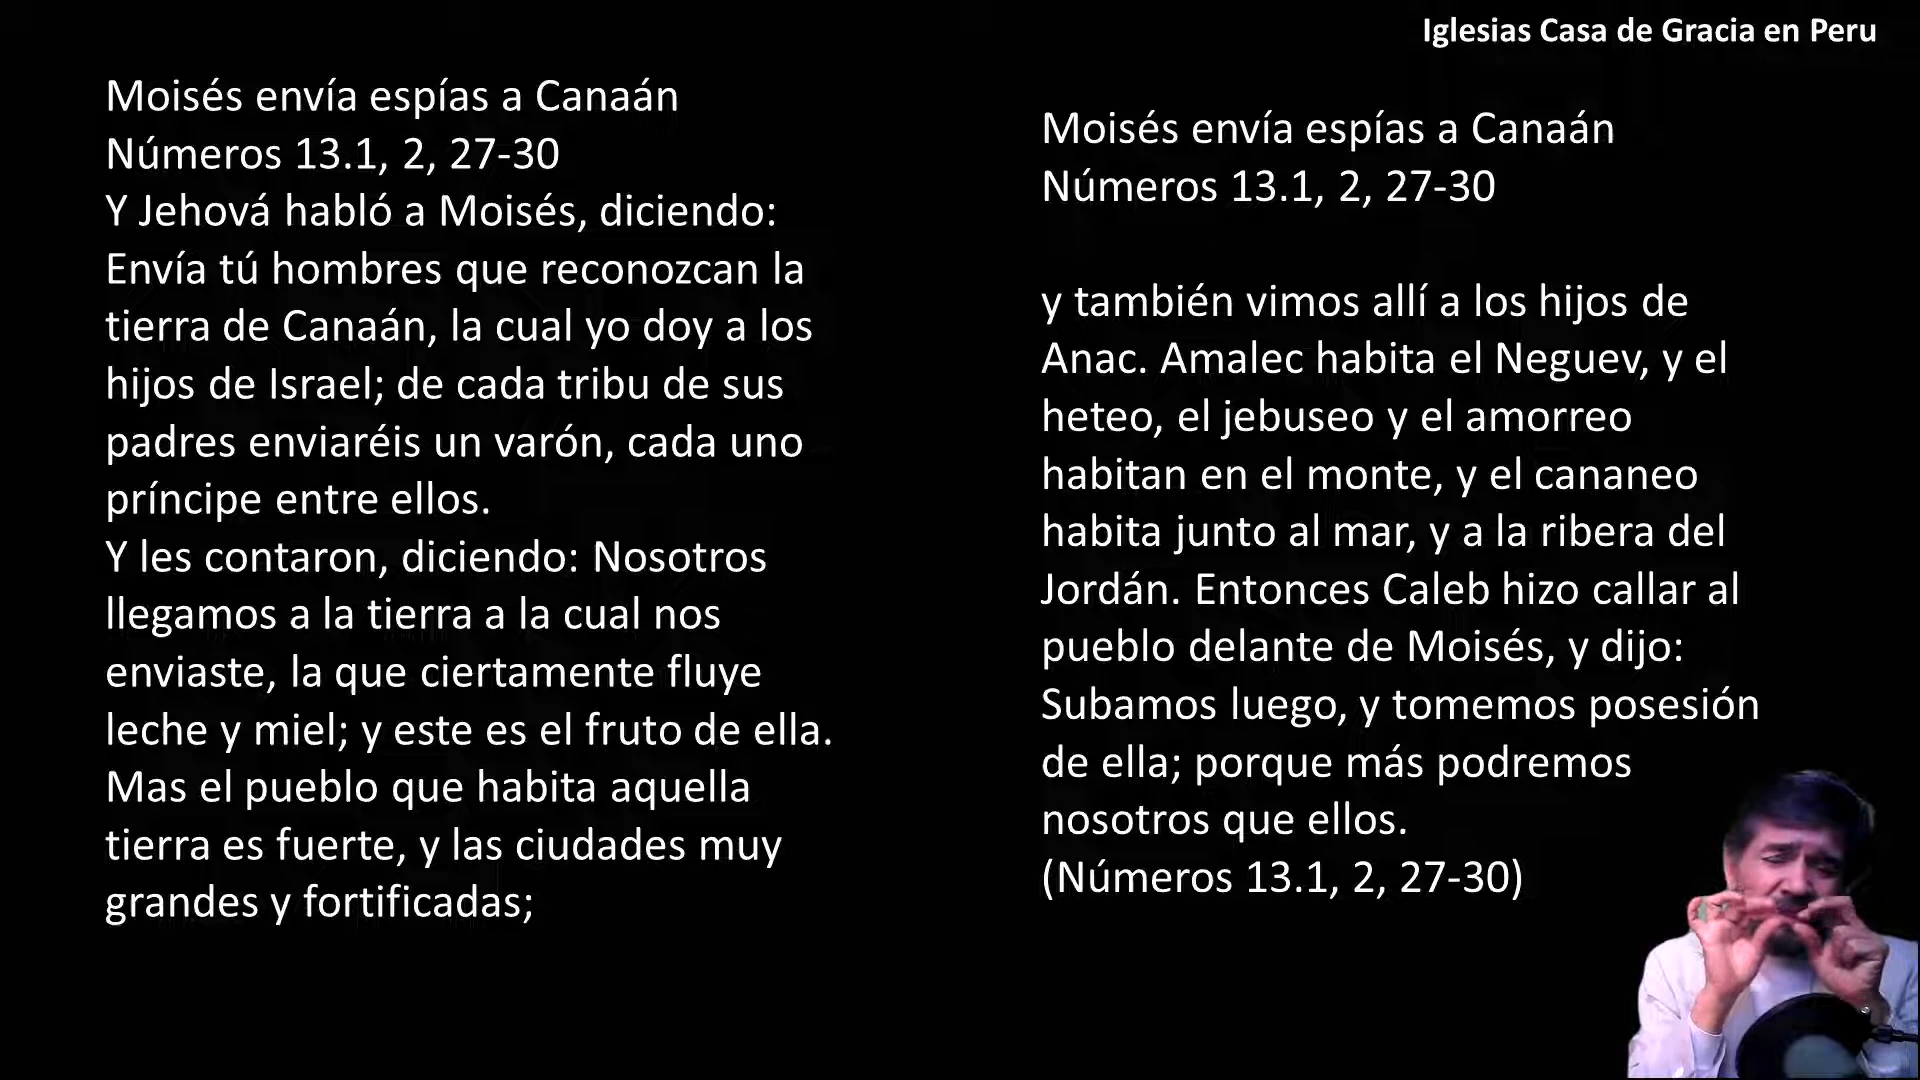 Iglesias Casa de Gracia en Peru
Moisés envía espías a Canaán
Números 13.1, 2, 27-30
Y Jehová habló a Moisés, diciendo:
Envía tú hombres que reconozcan la
tierra de Canaán, la cual yo doy a los
hijos de Israel; de cada tribu de sus
padres enviaréis un varón, cada uno
príncipe entre ellos.
Y les contaron, diciendo: Nosotros
llegamos a la tierra a la cual nos
enviaste, la que ciertamente fluye
leche y miel; y este es el fruto de ella.
Mas el pueblo que habita aquella
tierra es fuerte, y las ciudades muy
grandes y fortificadas;
Moisés envía espías a Canaán
Números 13.1, 2, 27-30
y también vimos allí a los hijos de
Anac. Amalec habita el Neguev, y el
heteo, el jebuseo y el amorreo
habitan en el monte, y el cananeo
habita junto al mar, y a la ribera del
Jordán. Entonces Caleb hizo callar al
pueblo delante de Moisés, y dijo:
Subamos luego, y tomemos posesión
de ella; porque más podremos
nosotros que ellos.
(Números 13.1, 2, 27-30)